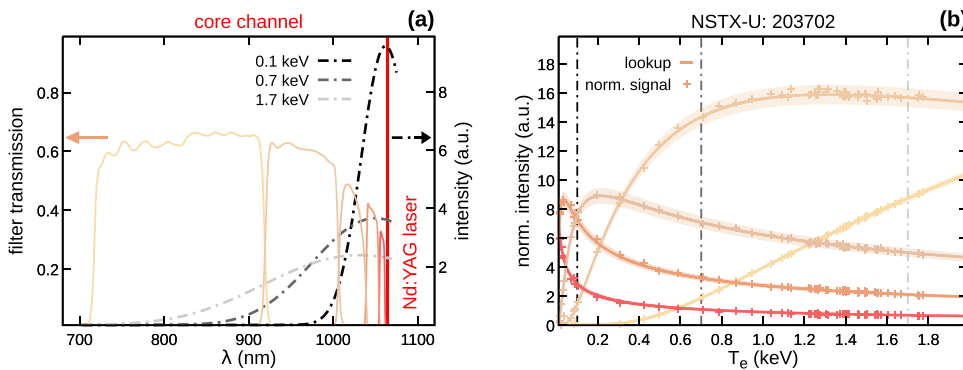 core channel
(a)
0.1 keV
0.7 keV
1.7 keV
filter transmission
0.8
0.6
0.4
0.2
8
6
4
2
intensity (a.u.)
Nd:YAG laser
700
800
900
1000
1100
λ (nm)
NSTX-U: 203702
(b)
lookup
norm. signal
norm. intensity (a.u.)
18
16
14
12
10
8
6
4
2
0
0.2
0.4
0.6
0.8
1.0
1.2
1.4
1.6
1.8
Te (keV)